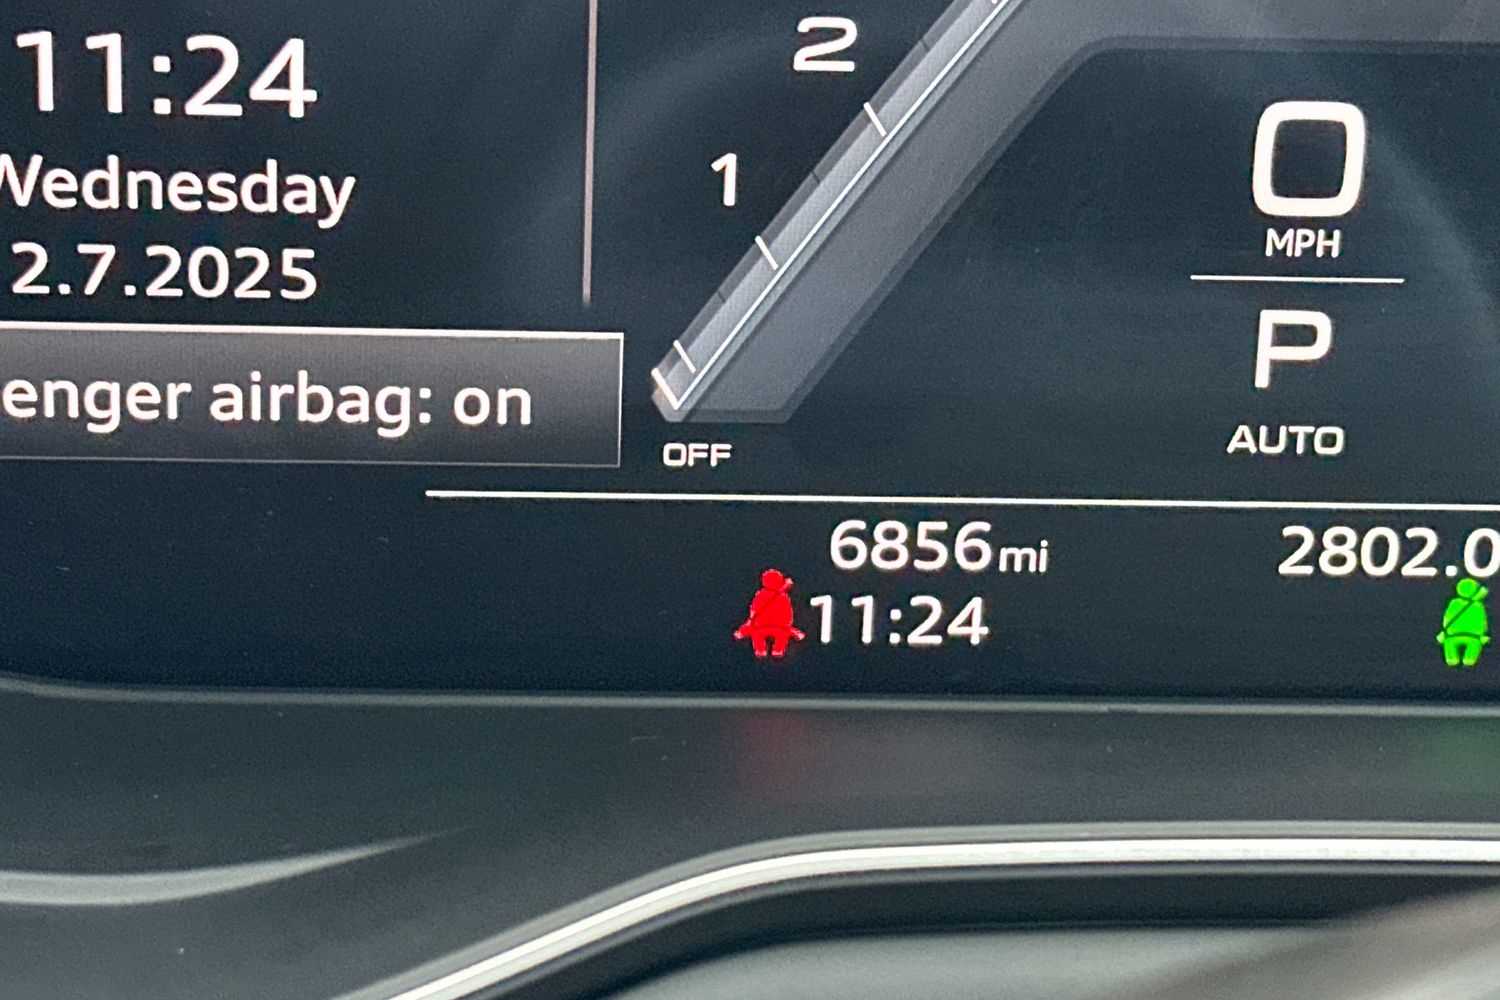 11:24
Wednesday
2.7.2025
enger airbag: on
2
1
OFF
0
MPH
P
AUTO
6856mi
2802.0
11:24